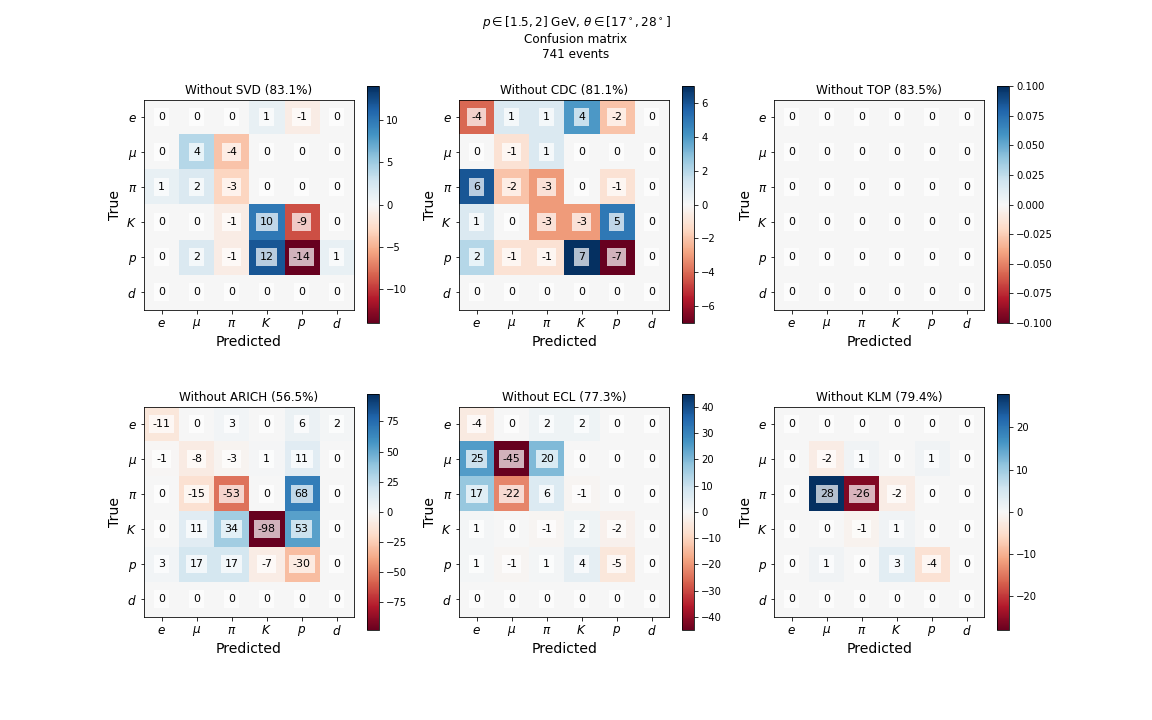 p ∈ [1.5, 2] GeV, θ ∈ [17°, 28°]
Confusion matrix
741 events
Without SVD (83.1%)
e 0 0 0 1 -1 0
μ 0 4 -4 0 0 0
π 1 2 -3 0 0 0
K 0 0 -1 10 -9 0
p 0 2 -1 12 -14 1
d 0 0 0 0 0 0
e μ π K p d
True
Predicted
10
5
0
−5
−10
Without CDC (81.1%)
e -4 1 1 4 -2 0
μ 0 -1 1 0 0 0
π 6 -2 -3 0 -1 0
K 1 0 -3 -3 5 0
p 2 -1 -1 7 -7 0
d 0 0 0 0 0 0
e μ π K p d
True
Predicted
6
4
2
0
−2
−4
−6
Without TOP (83.5%)
e 0 0 0 0 0 0
μ 0 0 0 0 0 0
π 0 0 0 0 0 0
K 0 0 0 0 0 0
p 0 0 0 0 0 0
d 0 0 0 0 0 0
e μ π K p d
True
Predicted
0.100
0.075
0.050
0.025
0.000
−0.025
−0.050
−0.075
−0.100
Without ARICH (56.5%)
e -11 0 3 0 6 2
μ -1 -8 -3 1 11 0
π 0 -15 -53 0 68 0
K 0 11 34 -98 53 0
p 3 17 17 -7 -30 0
d 0 0 0 0 0 0
e μ π K p d
True
Predicted
75
50
25
0
−25
−50
−75
Without ECL (77.3%)
e -4 0 2 2 0 0
μ 25 -45 20 0 0 0
π 17 -22 6 -1 0 0
K 1 0 -1 2 -2 0
p 1 -1 1 4 -5 0
d 0 0 0 0 0 0
e μ π K p d
True
Predicted
40
30
20
10
0
−10
−20
−30
−40
Without KLM (79.4%)
e 0 0 0 0 0 0
μ 0 -2 1 0 1 0
π 0 28 -26 -2 0 0
K 0 0 -1 1 0 0
p 0 1 0 3 -4 0
d 0 0 0 0 0 0
e μ π K p d
True
Predicted
20
10
0
−10
−20